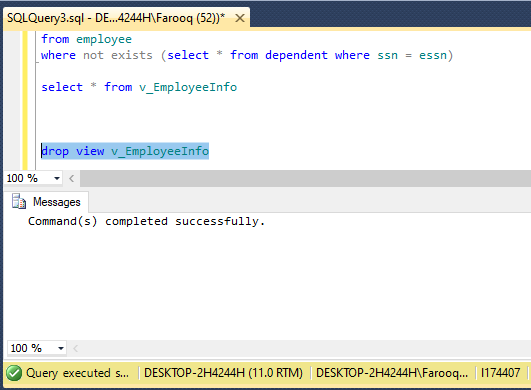 SQLQuery3.sql - DE...4244H\Farooq (52))*
from employee
where not exists (select * from dependent where ssn = essn)
select * from v_EmployeeInfo
drop view v_EmployeeInfo
100 %
Messages
Command(s) completed successfully.
100 %
Query executed s... DESKTOP-2H4244H (11.0 RTM) DESKTOP-2H4244H\Farooq... I174407